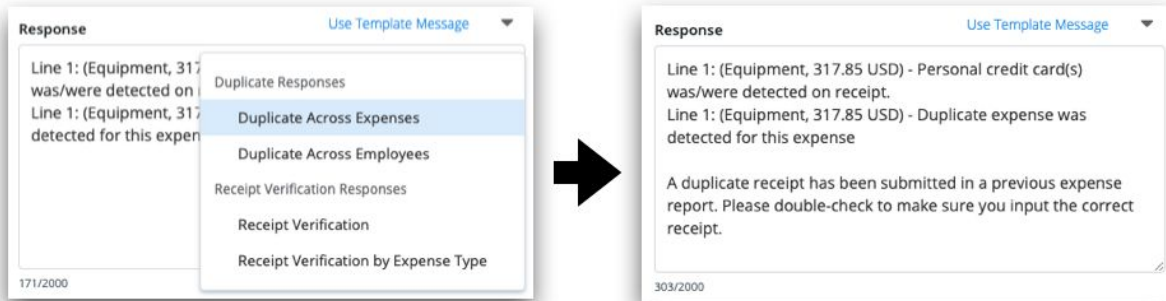 Response
Use Template Message
Line 1: (Equipment, 317
was/were detected on
Line 1: (Equipment, 317
detected for this expen
Duplicate Responses
Duplicate Across Expenses
Duplicate Across Employees
Receipt Verification Responses
Receipt Verification
Receipt Verification by Expense Type
171/2000
Response
Use Template Message
Line 1: (Equipment, 317.85 USD) - Personal credit card(s)
was/were detected on receipt.
Line 1: (Equipment, 317.85 USD) - Duplicate expense was
detected for this expense
A duplicate receipt has been submitted in a previous expense
report. Please double-check to make sure you input the correct
receipt.
303/2000